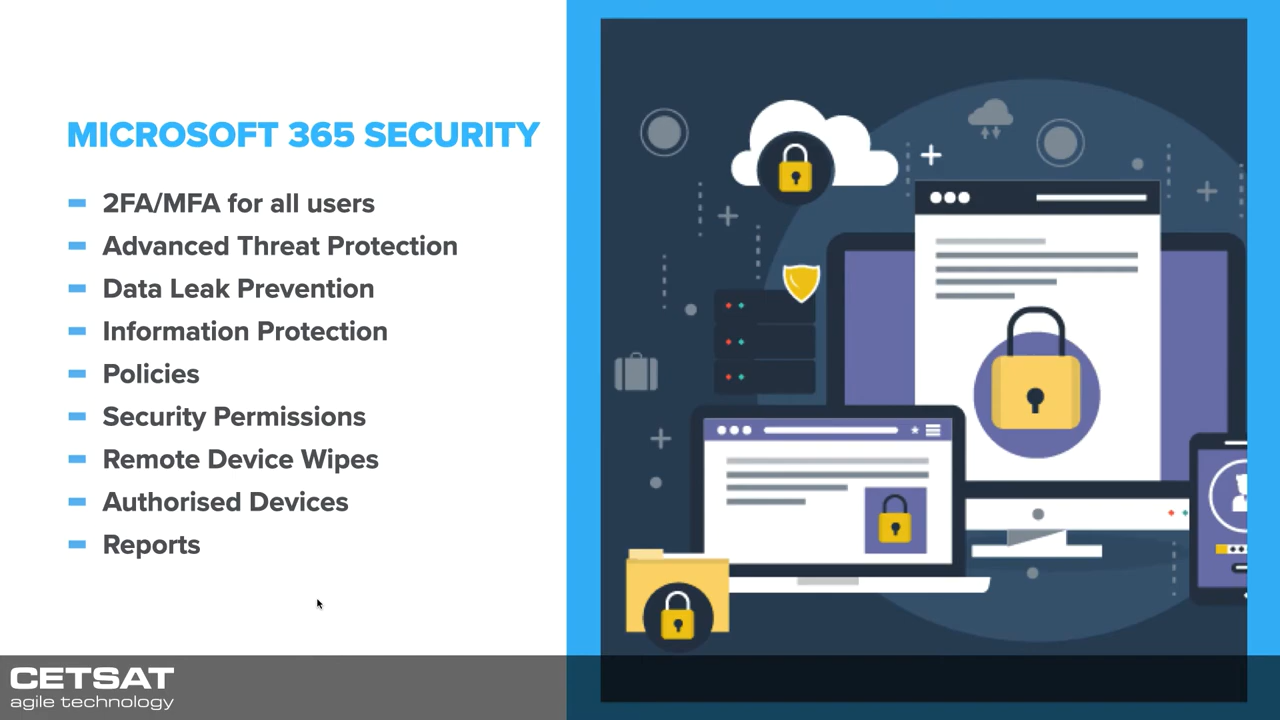 MICROSOFT 365 SECURITY
2FA/MFA for all users
Advanced Threat Protection
Data Leak Prevention
Information Protection
Policies
Security Permissions
Remote Device Wipes
Authorised Devices
Reports
CETSAT
agile technology